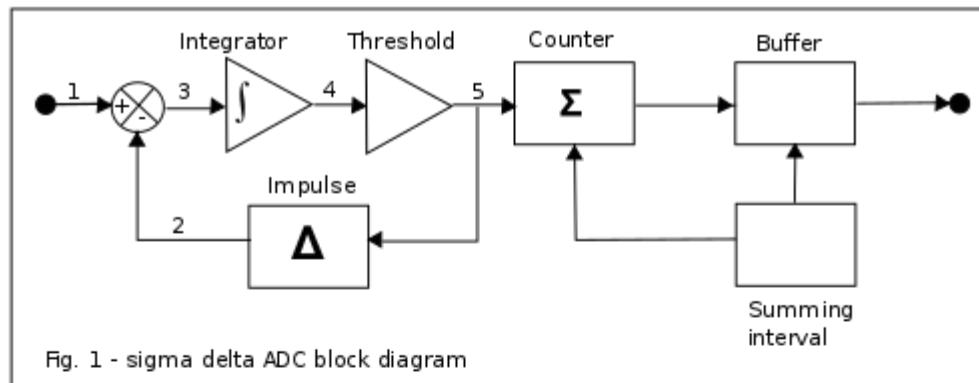 Integrator
Threshold
Counter
Buffer
1
+
-
3
∫
4
5
Σ
Impulse
2
Δ
Summing
interval
Fig. 1 - sigma delta ADC block diagram